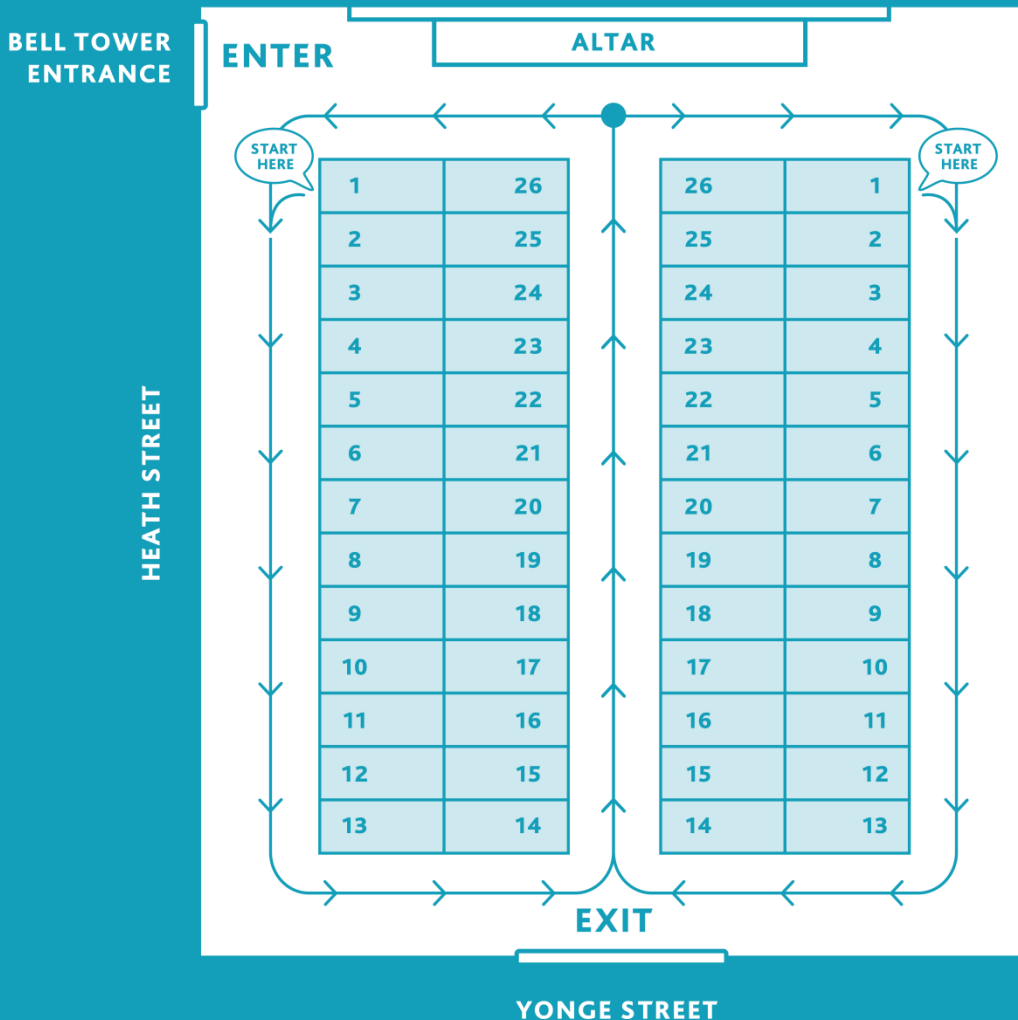 BELL TOWER
ENTRANCE
ENTER
ALTAR
START
HERE
START
HERE
1 26 26 1
2 25 25 2
3 24 24 3
4 23 23 4
5 22 22 5
6 21 21 6
7 20 20 7
8 19 19 8
9 18 18 9
10 17 17 10
11 16 16 11
12 15 15 12
13 14 14 13
HEATH STREET
EXIT
YONGE STREET